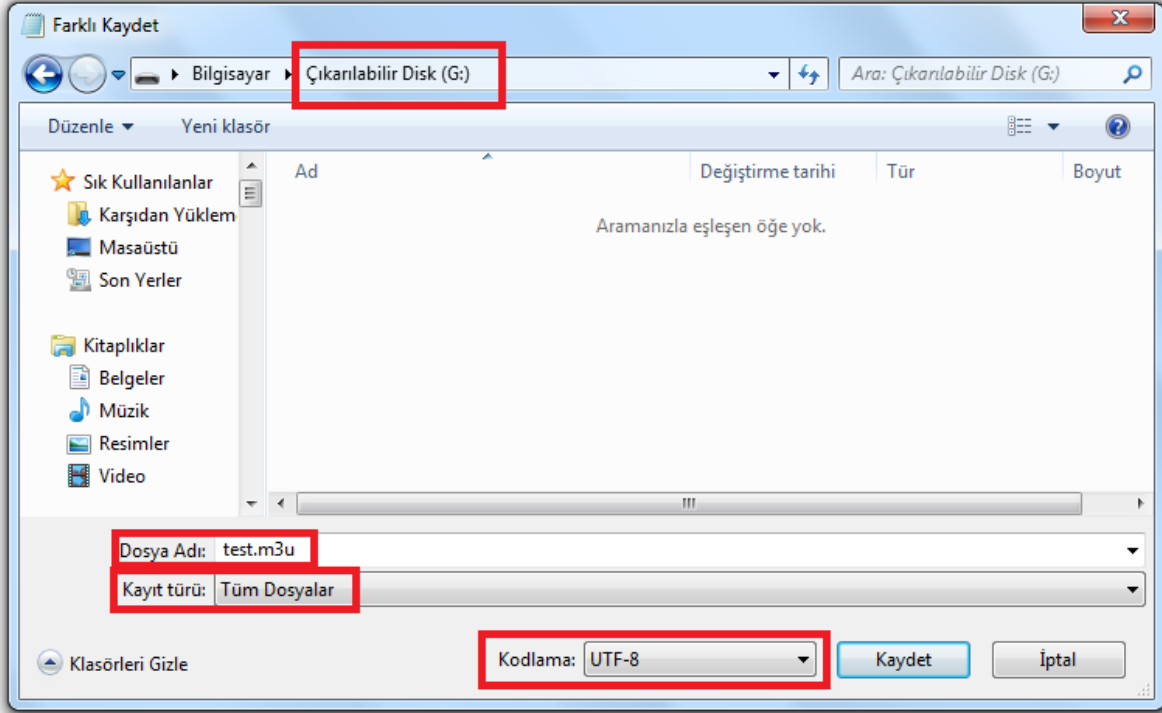 Farklı Kaydet
Bilgisayar Çıkarılabilir Disk (G:) Ara: Çıkarılabilir Disk (G:)
Düzenle Yeni klasör
Ad Değiştirme tarihi Tür Boyut
Aramanızla eşleşen öğe yok.
Sık Kullanılanlar
Karşıdan Yüklem
Masaüstü
Son Yerler
Kitaplıklar
Belgeler
Müzik
Resimler
Video
Dosya Adı: test.m3u
Kayıt türü: Tüm Dosyalar
Klasörleri Gizle Kodlama: UTF-8 Kaydet İptal